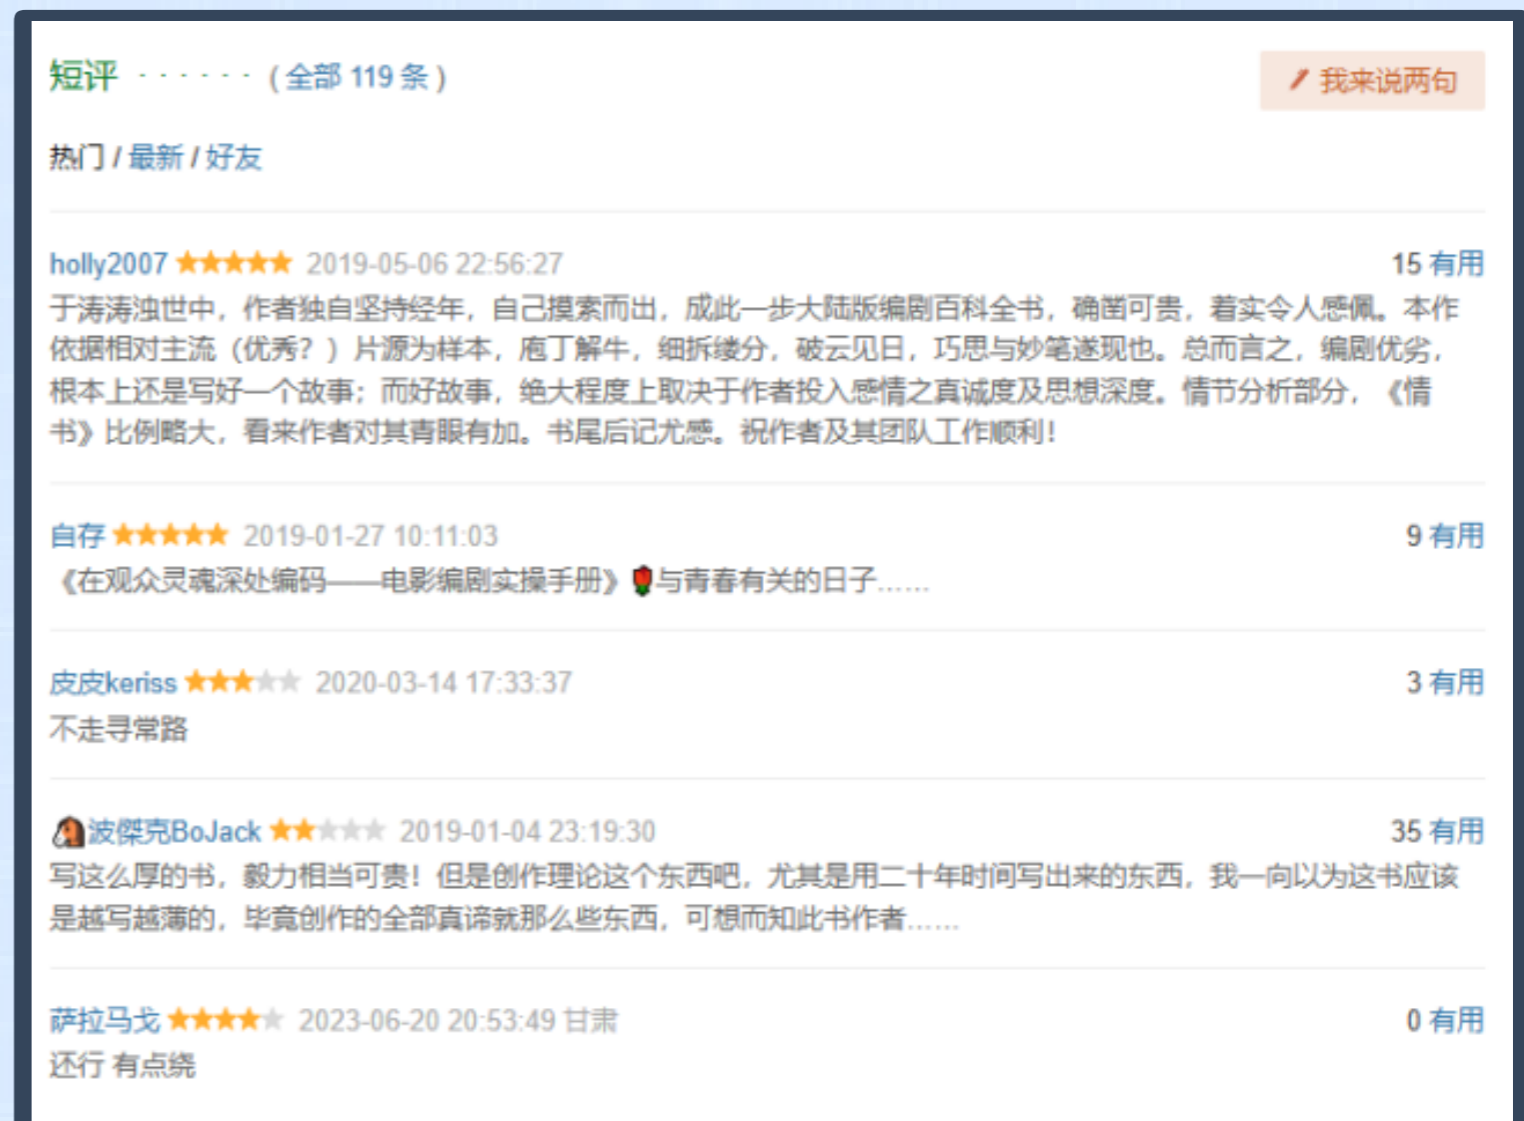 短评 · · · · · · ( 全部 119 条 )
我来说两句
热门 / 最新 / 好友
holly2007 ★★★★★ 2019-05-06 22:56:27
15 有用
于涛涛浊世中，作者独自坚持经年，自己摸索而出，成此一步大陆版编剧百科全书，确凿可贵，着实令人感佩。本作
依据相对主流（优秀？）片源为样本，庖丁解牛，细拆缕分，破云见日，巧思与妙笔遂现也。总而言之，编剧优劣，
根本上还是写好一个故事；而好故事，绝大程度上取决于作者投入感情之真诚度及思想深度。情节分析部分，《情
书》比例略大，看来作者对其青眼有加。书尾后记尤感。祝作者及其团队工作顺利！
自存 ★★★★★ 2019-01-27 10:11:03
9 有用
《在观众灵魂深处编码——电影编剧实操手册》🌹与青春有关的日子……
皮皮keriss ★★★☆☆ 2020-03-14 17:33:37
3 有用
不走寻常路
波傑克BoJack ★★☆☆☆ 2019-01-04 23:19:30
35 有用
写这么厚的书，毅力相当可贵！但是创作理论这个东西吧，尤其是用二十年时间写出来的东西，我一向以为这书应该
是越写越薄的，毕竟创作的全部真谛就那么些东西，可想而知此书作者……
萨拉马戈 ★★★★☆ 2023-06-20 20:53:49 甘肃
0 有用
还行 有点绕